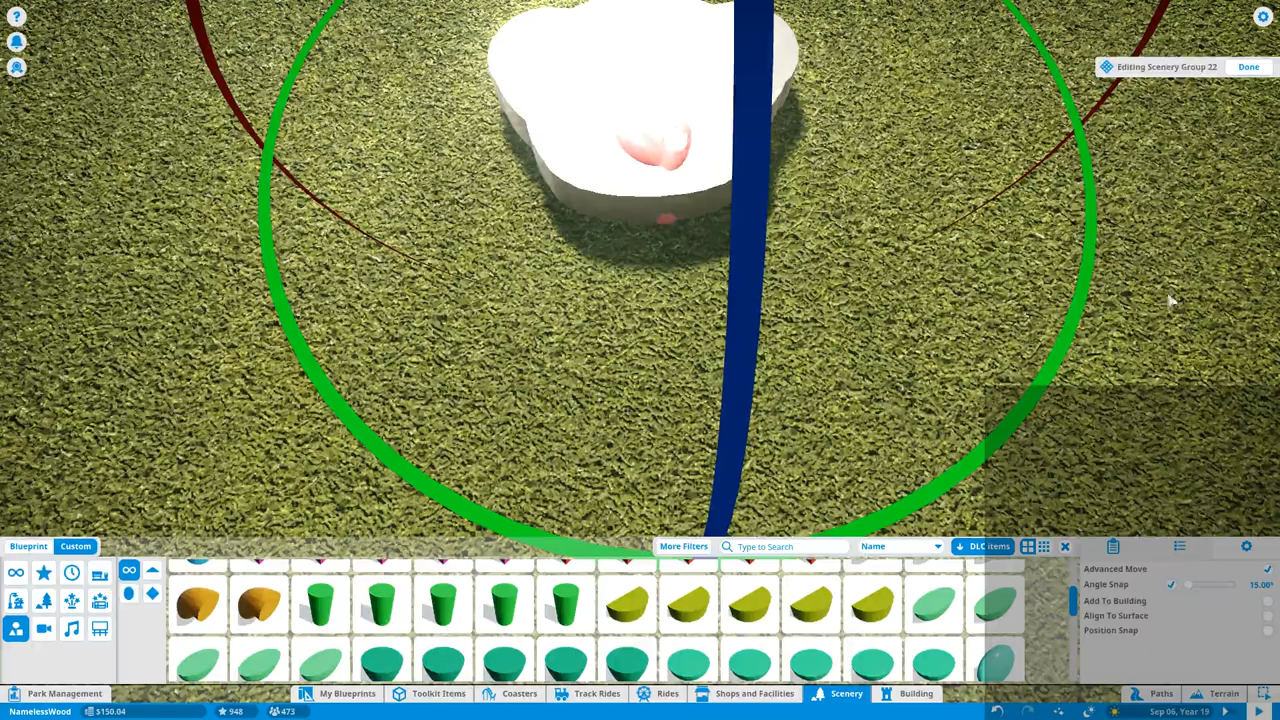 Editing Scenery Group 22 Done
Blueprint Custom More Filters Type to Search Name DLC items
Advanced Move
Angle Snap 15.00°
Add To Building
Align To Surface
Position Snap
Park Management My Blueprints Toolkit Items Coasters Track Rides Rides Shops and Facilities Scenery Building Paths Terrain
NamelessWood $150.04 948 473 Sep 06, Year 19